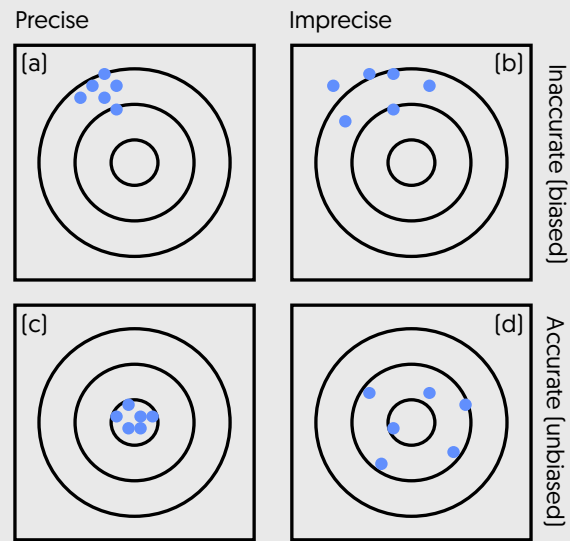 Precise
Imprecise
(a)
(b)
Inaccurate (biased)
(c)
(d)
Accurate (unbiased)